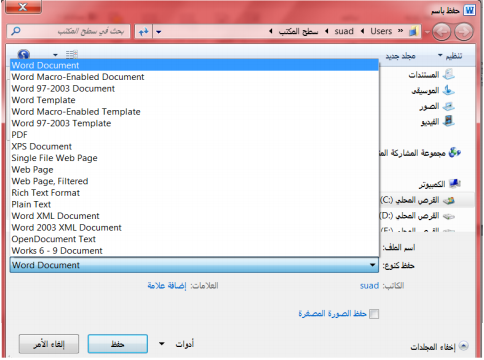 حفظ باسم
Users ◂ suad ◂ سطح المكتب
بحث في سطح المكتب
تنظيم
مجلد جديد
المستندات
الموسيقى
الصور
الفيديو
مجموعة المشاركة
الكمبيوتر
القرص المحلي (C:)
القرص المحلي (D:)
القرص المحلي
Word Document
Word Macro-Enabled Document
Word 97-2003 Document
Word Template
Word Macro-Enabled Template
Word 97-2003 Template
PDF
XPS Document
Single File Web Page
Web Page
Web Page, Filtered
Rich Text Format
Plain Text
Word XML Document
Word 2003 XML Document
OpenDocument Text
Works 6 - 9 Document
اسم الملف:
حفظ كنوع: Word Document
الكاتب: suad
العلامات: إضافة علامة
حفظ الصورة المصغرة
إخفاء المجلدات
أدوات
حفظ
إلغاء الأمر